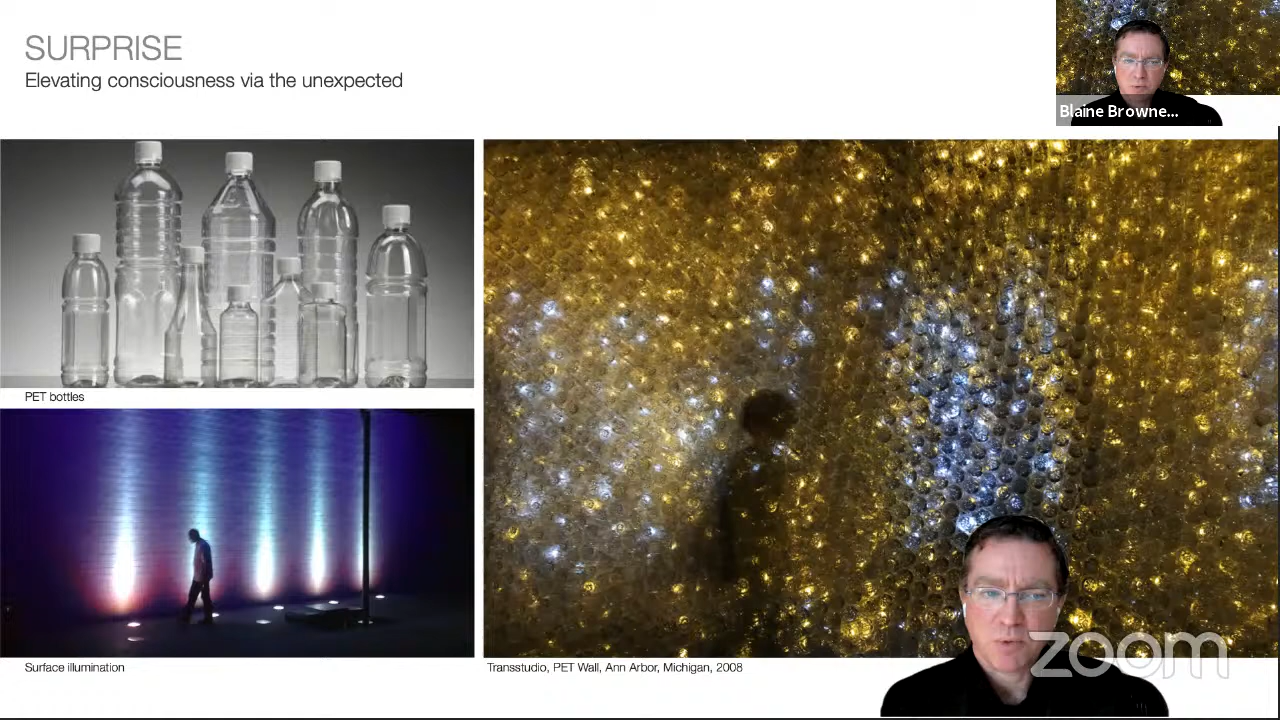 SURPRISE
Elevating consciousness via the unexpected
Blaine Browne...
PET bottles
Surface illumination
Transstudio, PET Wall, Ann Arbor, Michigan, 2008
zoom